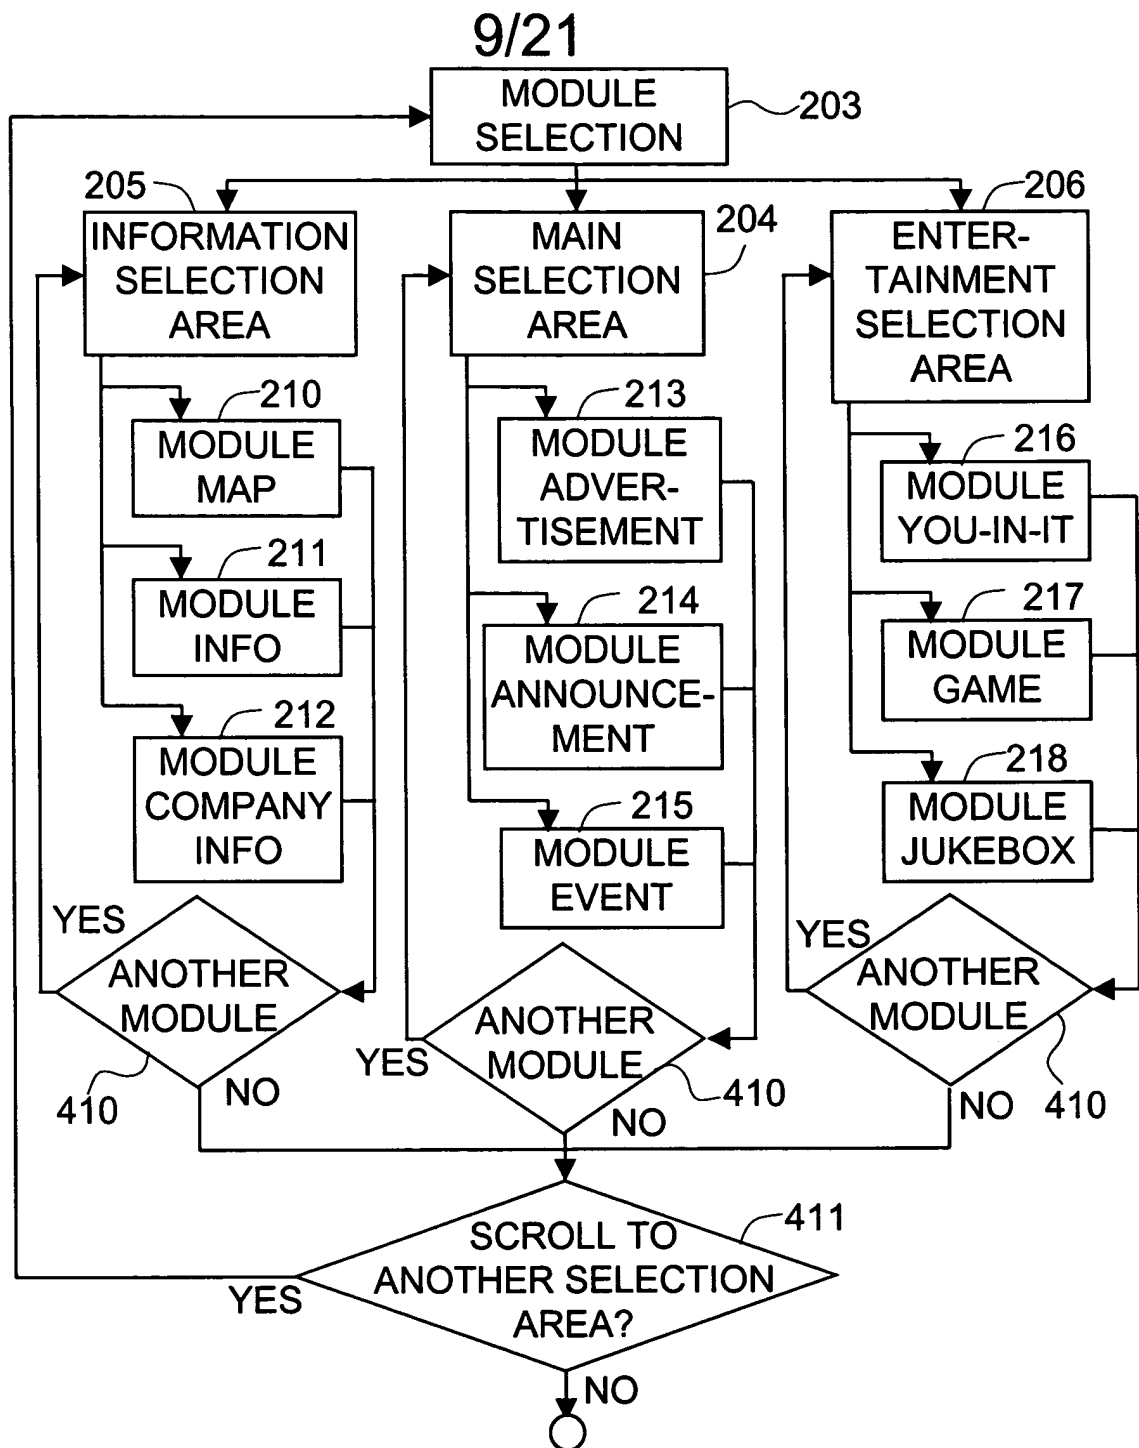 9/21
MODULE
SELECTION
203
205
INFORMATION
SELECTION
AREA
MAIN
SELECTION
AREA
204
206
ENTER-
TAINMENT
SELECTION
AREA
210
MODULE
MAP
211
MODULE
INFO
212
MODULE
COMPANY
INFO
YES
ANOTHER
MODULE
410
NO
213
MODULE
ADVER-
TISEMENT
214
MODULE
ANNOUNCE-
MENT
215
MODULE
EVENT
YES
ANOTHER
MODULE
410
NO
216
MODULE
YOU-IN-IT
217
MODULE
GAME
218
MODULE
JUKEBOX
YES
ANOTHER
MODULE
410
NO
411
SCROLL TO
ANOTHER SELECTION
AREA?
YES
NO